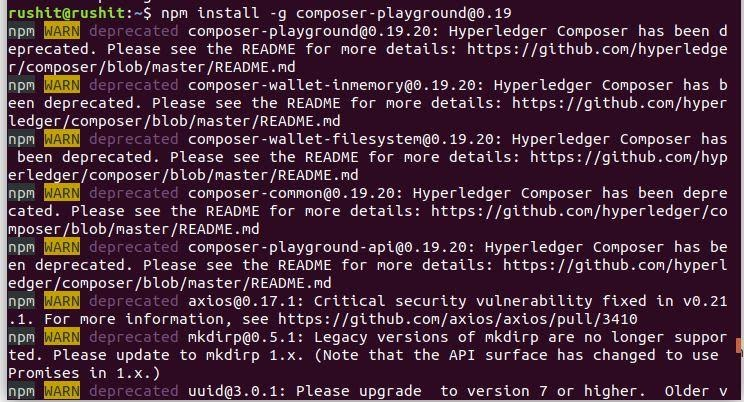 rushit@rushit:~$ npm install -g composer-playground@0.19
npm WARN deprecated composer-playground@0.19.20: Hyperledger Composer has been d
eprecated. Please see the README for more details: https://github.com/hyperledge
r/composer/blob/master/README.md
npm WARN deprecated composer-wallet-inmemory@0.19.20: Hyperledger Composer has b
een deprecated. Please see the README for more details: https://github.com/hyper
ledger/composer/blob/master/README.md
npm WARN deprecated composer-wallet-filesystem@0.19.20: Hyperledger Composer has
 been deprecated. Please see the README for more details: https://github.com/hyp
erledger/composer/blob/master/README.md
npm WARN deprecated composer-common@0.19.20: Hyperledger Composer has been depre
cated. Please see the README for more details: https://github.com/hyperledger/co
mposer/blob/master/README.md
npm WARN deprecated composer-playground-api@0.19.20: Hyperledger Composer has be
en deprecated. Please see the README for more details: https://github.com/hyperl
edger/composer/blob/master/README.md
npm WARN deprecated axios@0.17.1: Critical security vulnerability fixed in v0.21
.1. For more information, see https://github.com/axios/axios/pull/3410
npm WARN deprecated mkdirp@0.5.1: Legacy versions of mkdirp are no longer suppor
ted. Please update to mkdirp 1.x. (Note that the API surface has changed to use
Promises in 1.x.)
npm WARN deprecated uuid@3.0.1: Please upgrade  to version 7 or higher.  Older v